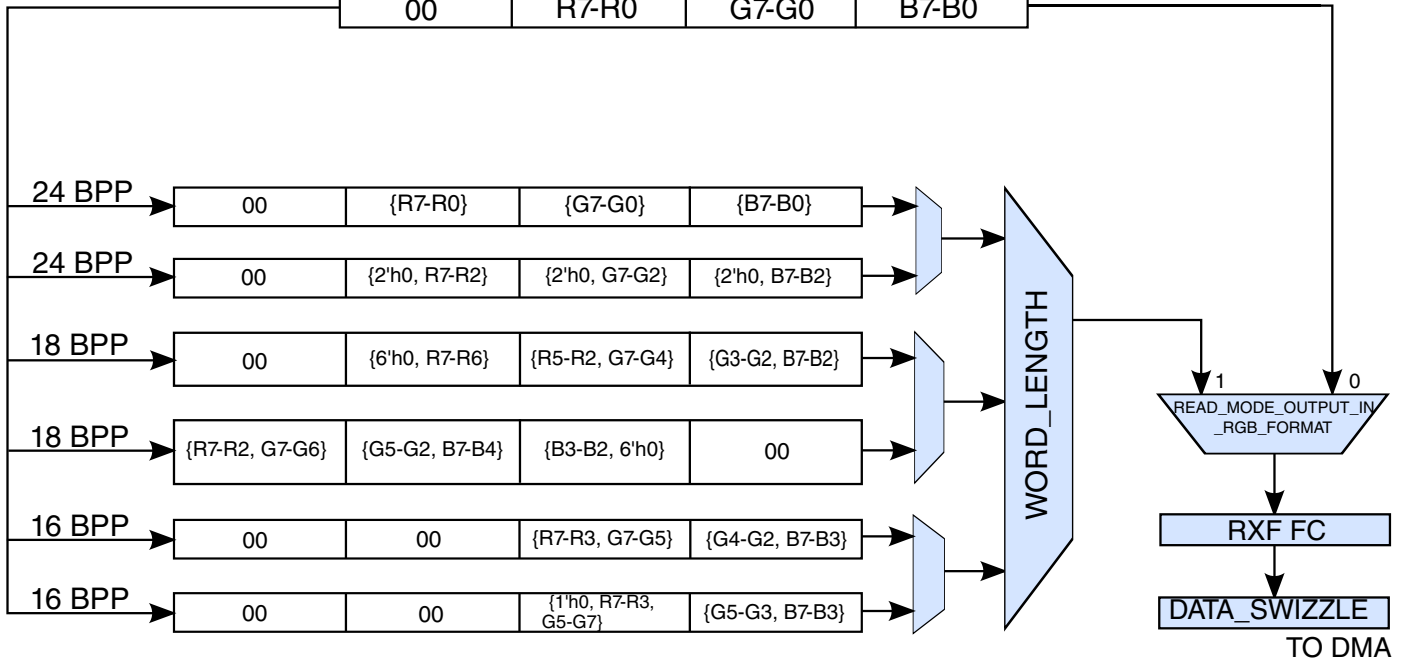 00 R7-R0 G7-G0 B7-B0
24 BPP 00 {R7-R0} {G7-G0} {B7-B0}
24 BPP 00 {2'h0, R7-R2} {2'h0, G7-G2} {2'h0, B7-B2}
18 BPP 00 {6'h0, R7-R6} {R5-R2, G7-G4} {G3-G2, B7-B2}
18 BPP {R7-R2, G7-G6} {G5-G2, B7-B4} {B3-B2, 6'h0} 00
16 BPP 00 00 {R7-R3, G7-G5} {G4-G2, B7-B3}
16 BPP 00 00 {1'h0, R7-R3,
G5-G7} {G5-G3, B7-B3}
WORD_LENGTH
1 0
READ_MODE_OUTPUT_IN
_RGB_FORMAT
RXF FC
DATA_SWIZZLE
TO DMA